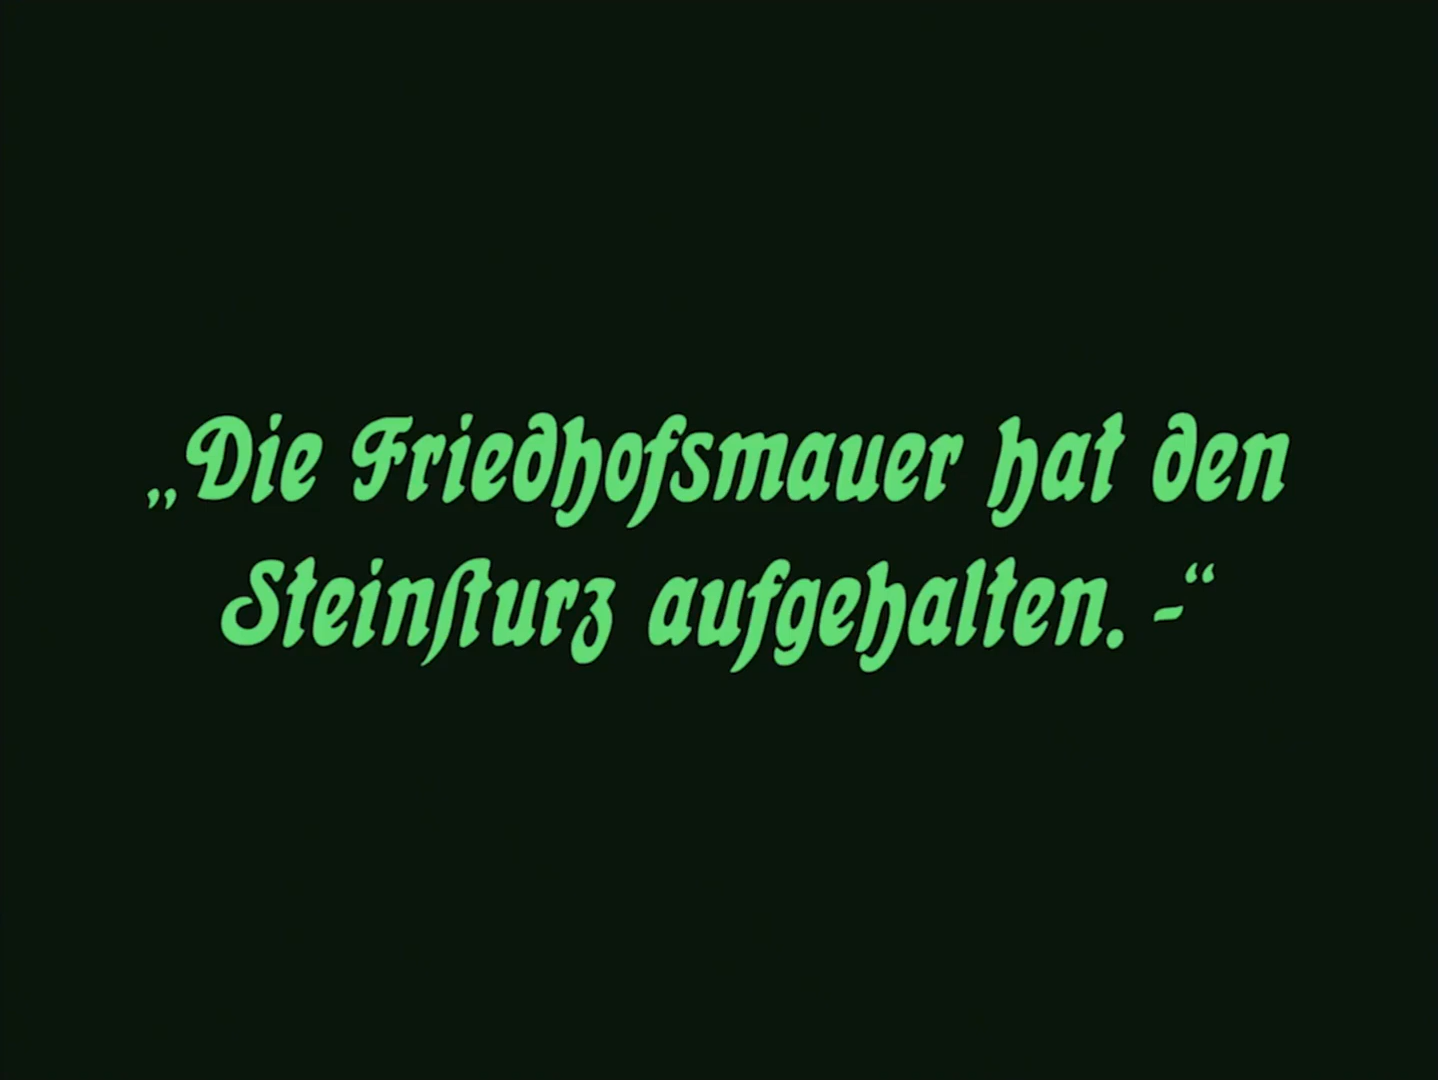 „Die Friedhofsmauer hat den
Steinſturz aufgehalten. -“